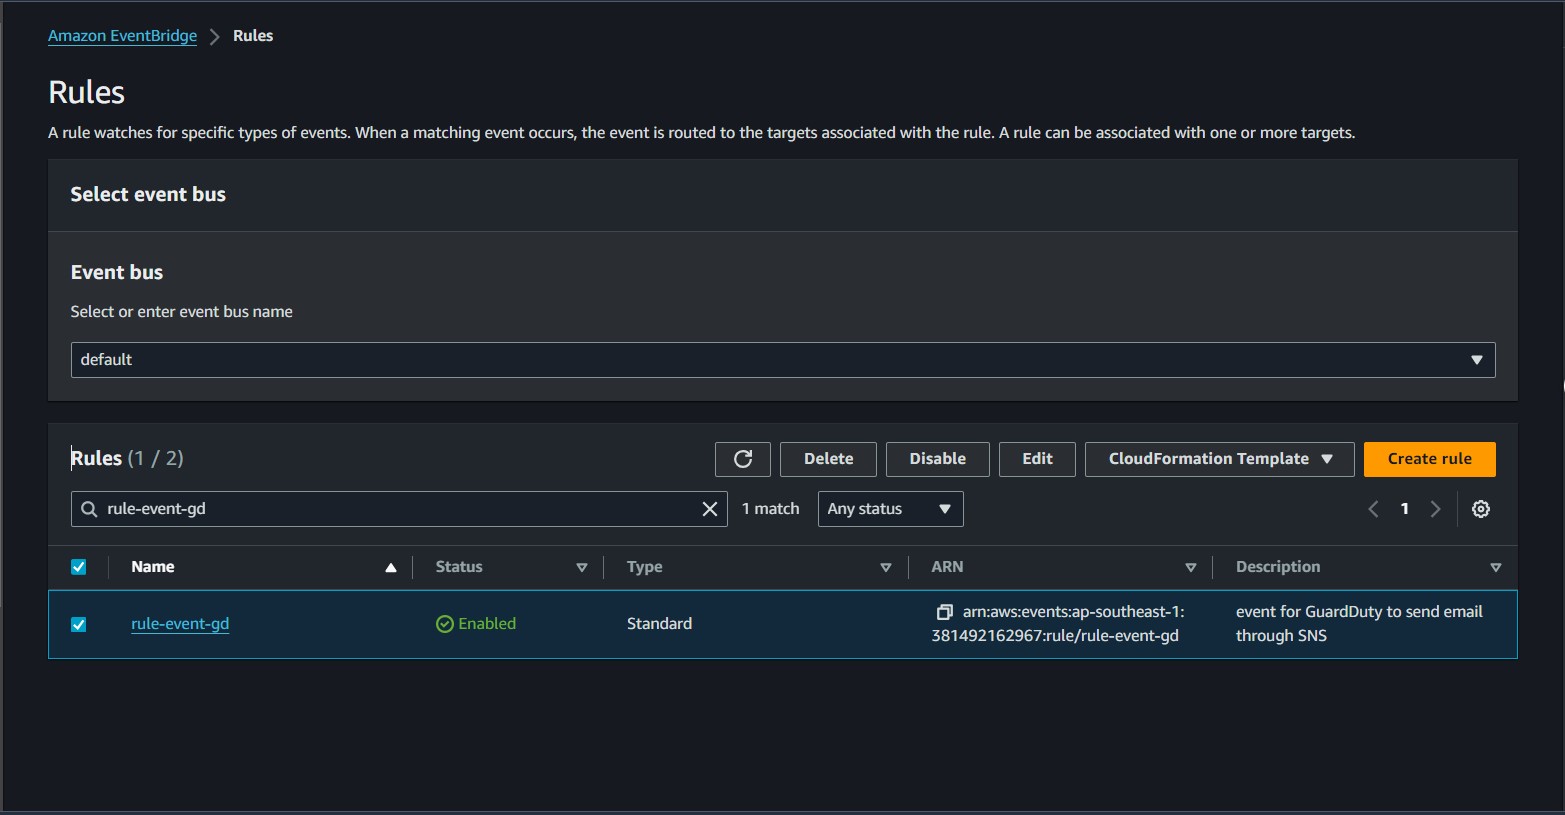 Amazon EventBridge > Rules
Rules
A rule watches for specific types of events. When a matching event occurs, the event is routed to the targets associated with the rule. A rule can be associated with one or more targets.
Select event bus
Event bus
Select or enter event bus name
default
Rules (1 / 2)
Delete
Disable
Edit
CloudFormation Template
Create rule
rule-event-gd
1 match
Any status
1
Name
Status
Type
ARN
Description
rule-event-gd
Enabled
Standard
arn:aws:events:ap-southeast-1:
381492162967:rule/rule-event-gd
event for GuardDuty to send email
through SNS